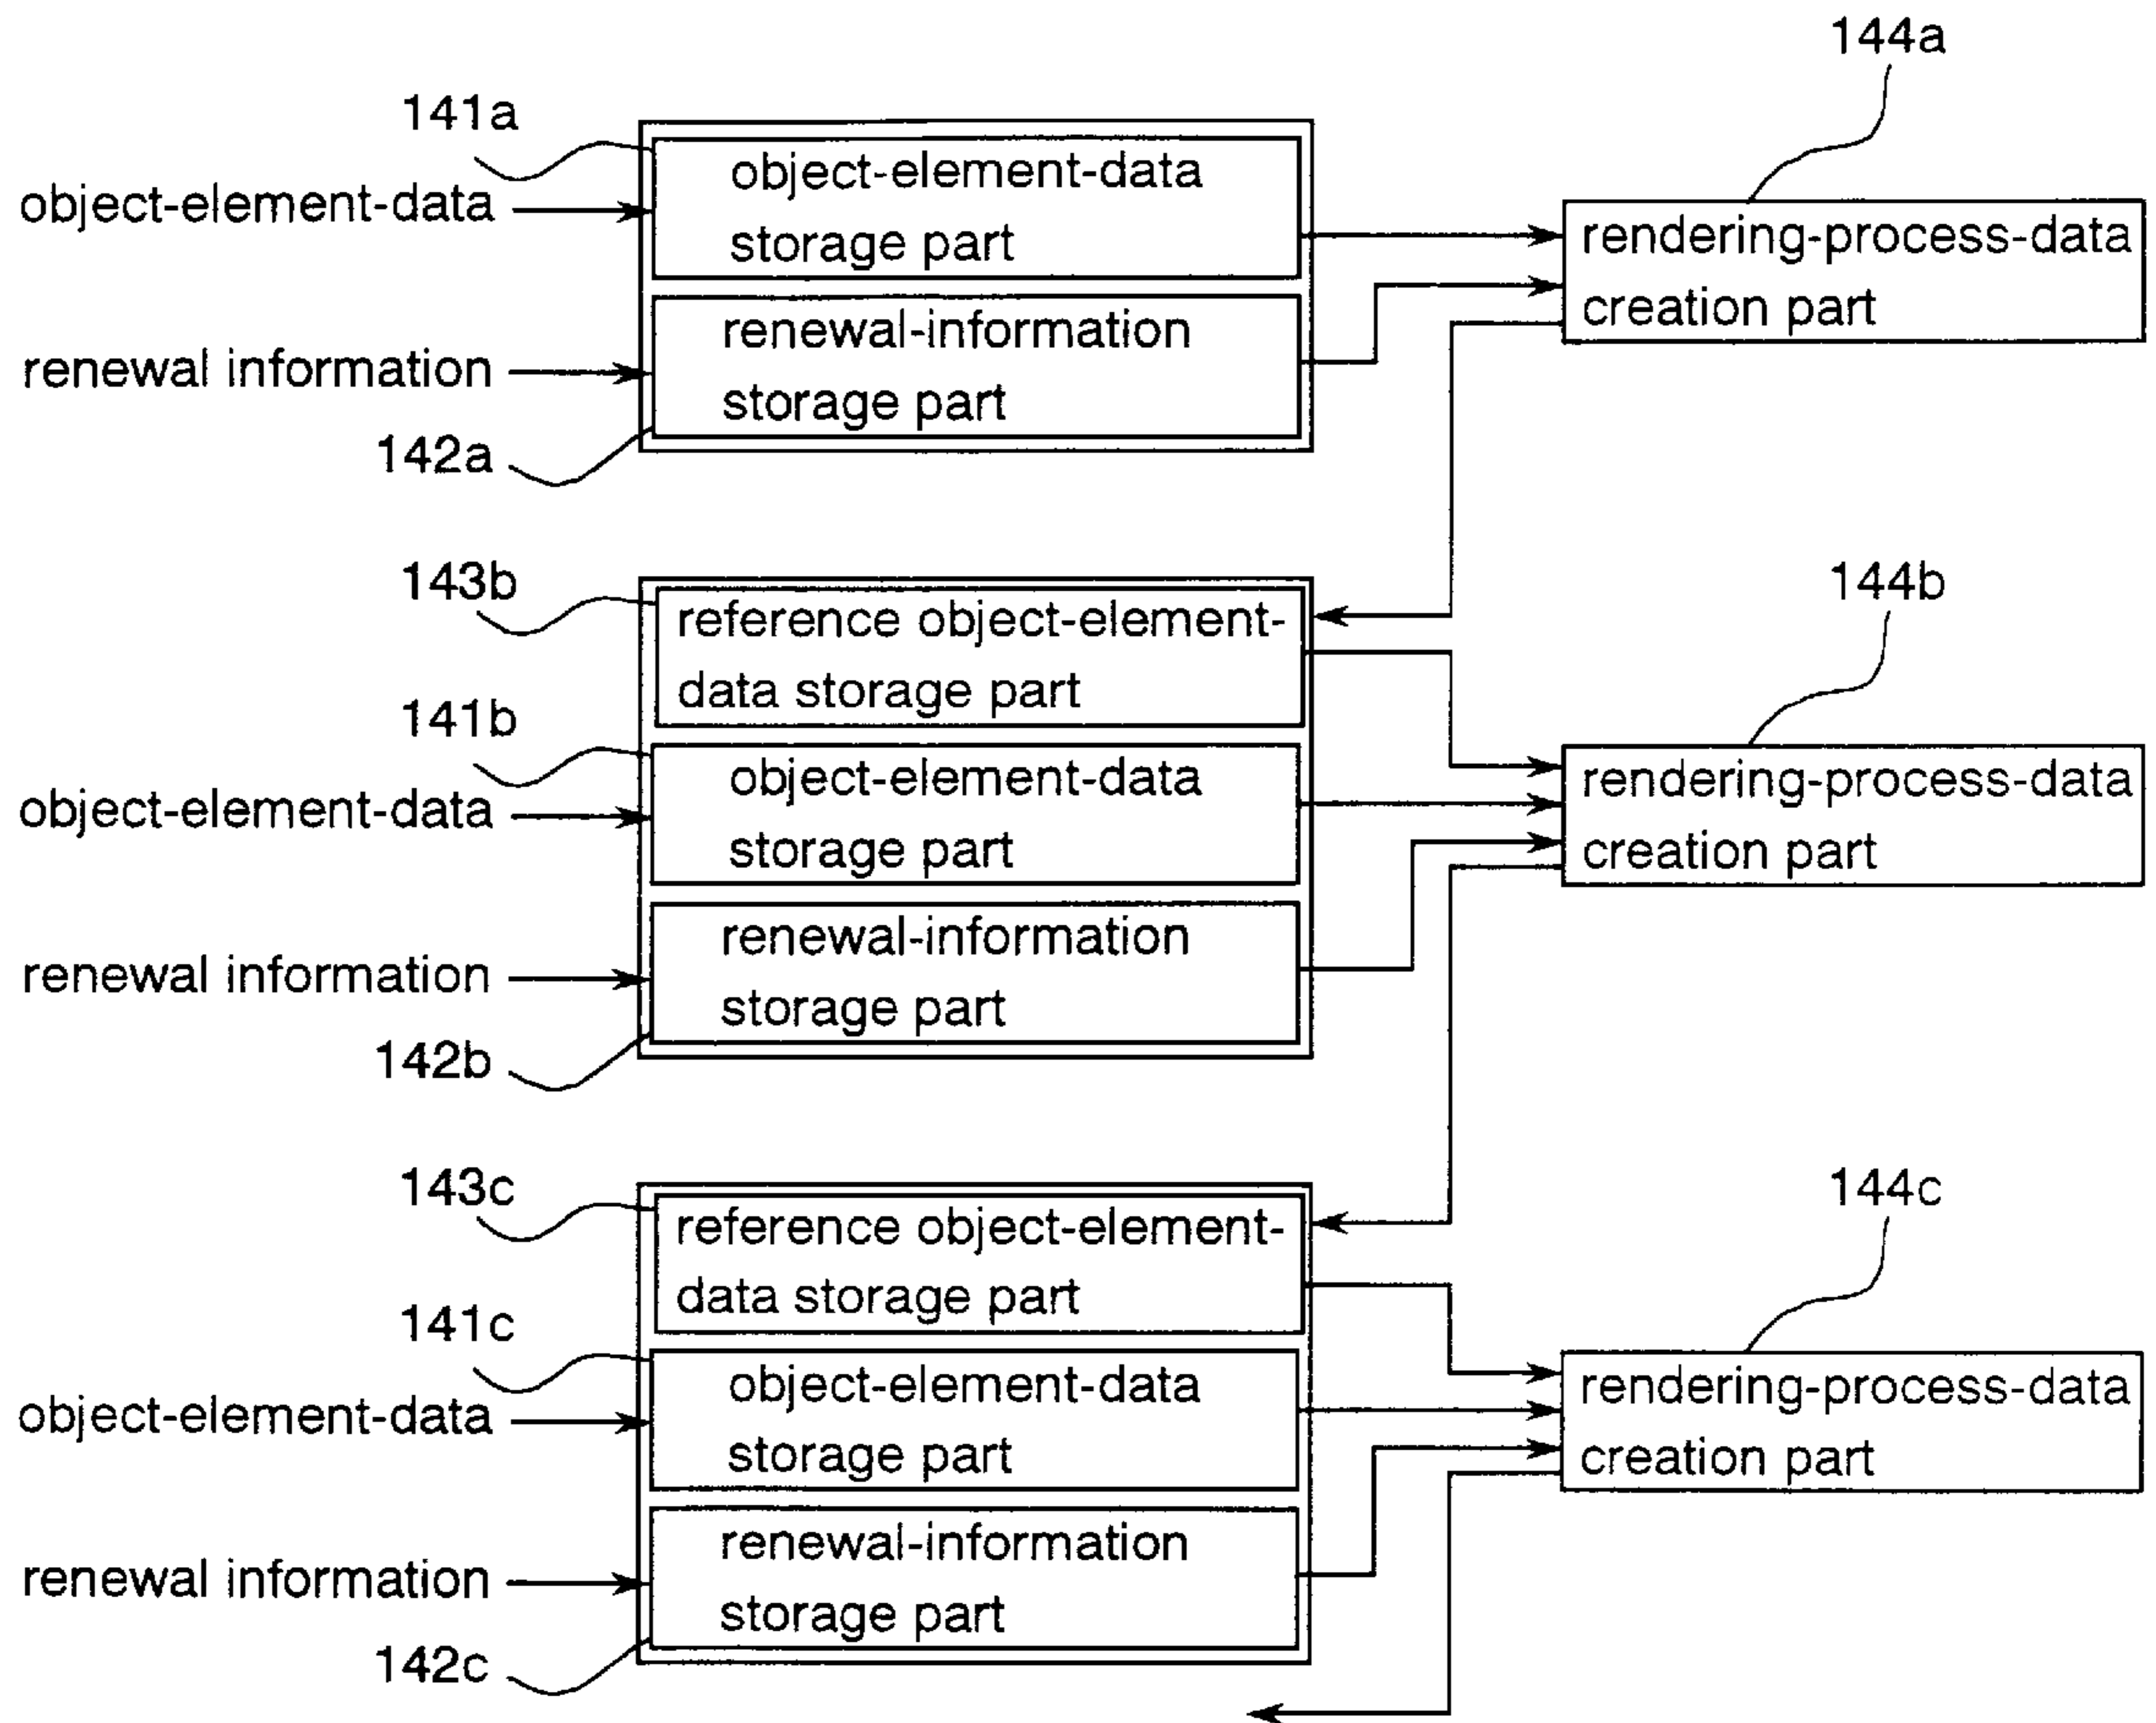 144a
141a
object-element-data
object-element-data
storage part
rendering-process-data
creation part
renewal information
renewal-information
storage part
142a
143b
reference object-element-
data storage part
144b
141b
object-element-data
object-element-data
storage part
rendering-process-data
creation part
renewal information
renewal-information
storage part
142b
143c
reference object-element-
data storage part
144c
141c
object-element-data
object-element-data
storage part
rendering-process-data
creation part
renewal information
renewal-information
storage part
142c